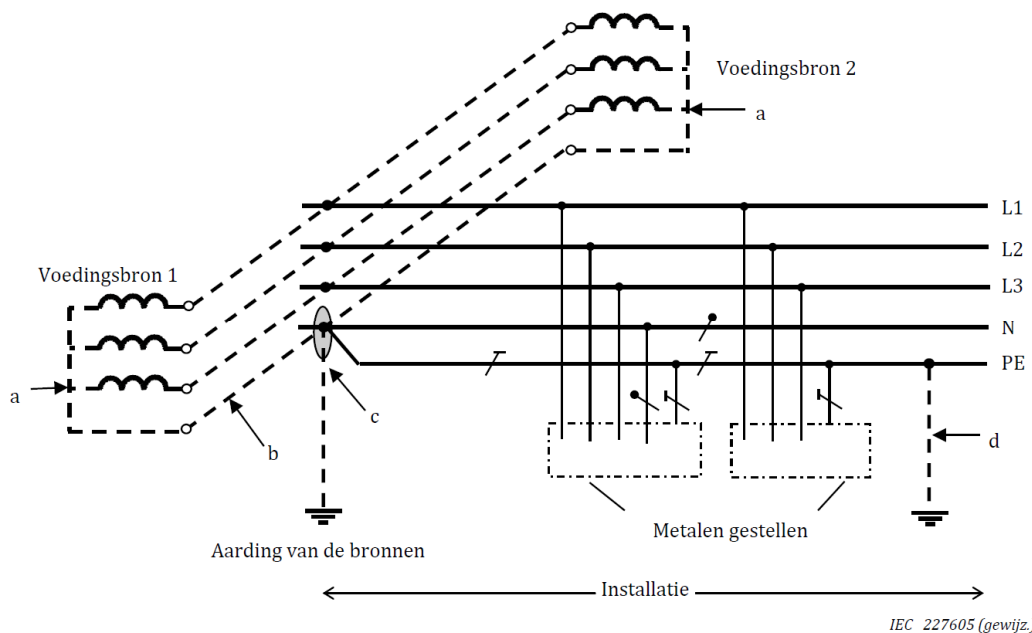 Voedingsbron 2
a
L1
L2
Voedingsbron 1
L3
N
PE
a
c
b
d
Metalen gestellen
Aarding van de bronnen
Installatie
IEC 227605 (gewijz.)